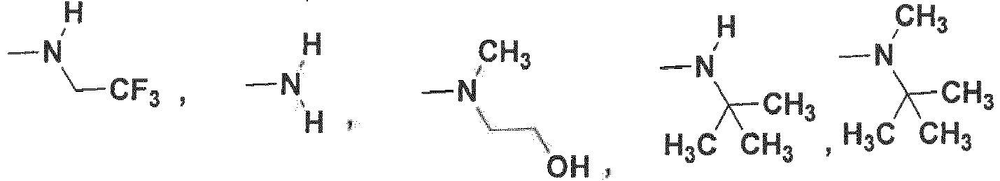 H
N
CF3 ,
H
N
H ,
CH3
N
OH ,
H
N
CH3
H3C CH3 ,
CH3
N
CH3
H3C CH3